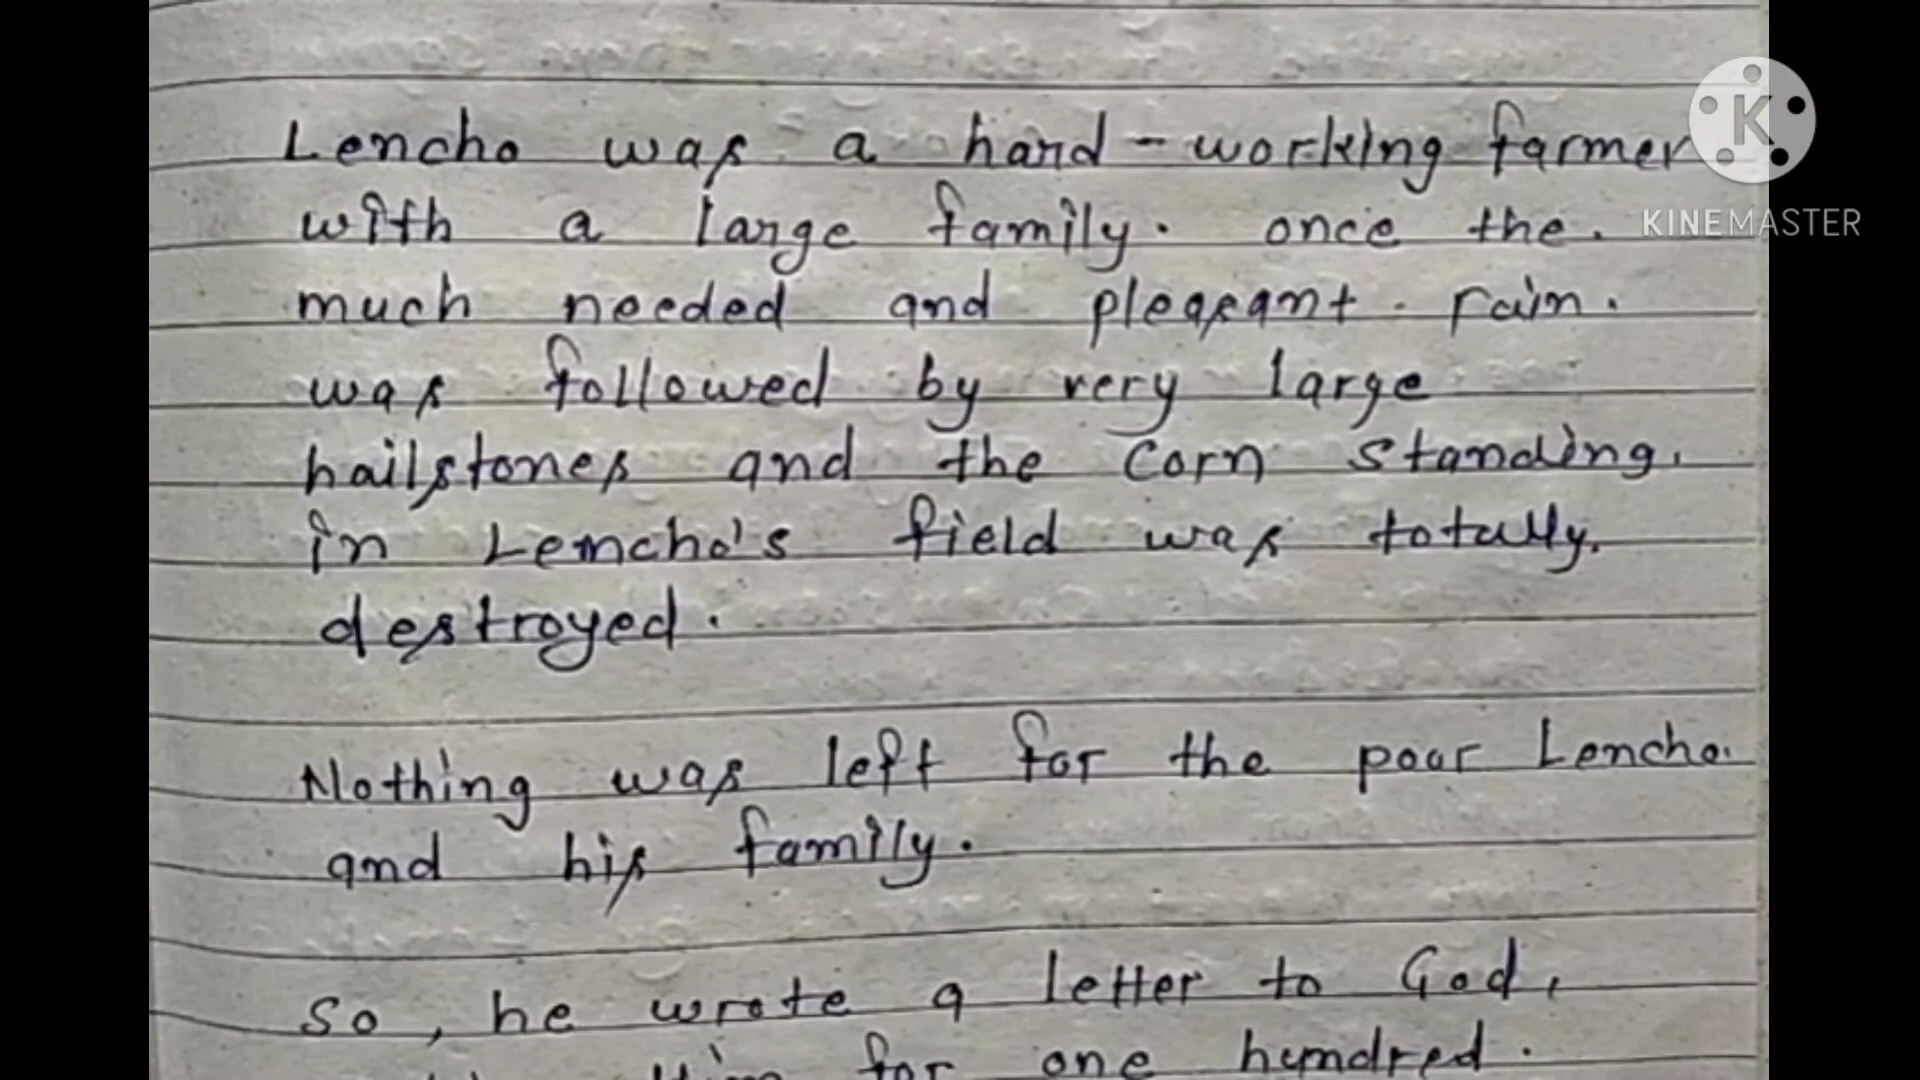 Lencho was a hard-working farmer
with a large family. once the.
much needed and pleasant. rain.
was followed by very large
hailstones and the Corn standing.
in Lencho's field was totally.
destroyed.
Nothing was left for the poor Lencho.
and his family.
So, he wrote a letter to God,
for one hundred.
K
KINEMASTER